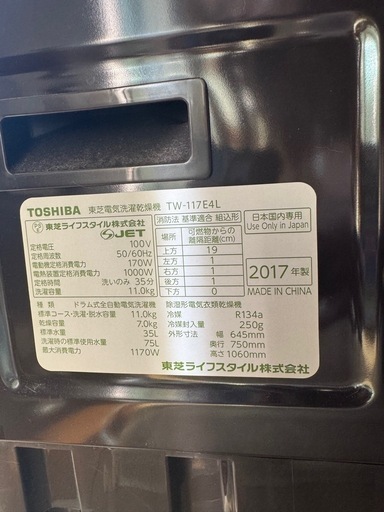 TOSHIBA 東芝電気洗濯乾燥機 TW-117E4L
東芝ライフスタイル株式会社
PS E JET
定格電圧 100V
定格周波数 50/60Hz
電動機定格消費電力 170W
電熱装置定格消費電力 1000W
定格時間 洗いのみ 35分
洗濯容量 11.0kg
消防法 基準適合 組込形
場所 可燃物からの離隔距離(cm)
上方 19
左方 1
右方 1
前方 1
後方 1
下方 0
日本国内専用
Use Only in Japan
2017年製
MADE IN CHINA
種類 ドラム式全自動電気洗濯機
標準コース・洗濯・脱水容量 11.0kg
乾燥容量 7.0kg
標準水量 35L
洗濯時の標準使用水量 75L
最大消費電力 1170W
除湿形電気衣類乾燥機
冷媒 R134a
冷媒封入量 250g
外形寸法 幅 645mm
奥行 750mm
高さ 1060mm
東芝ライフスタイル株式会社